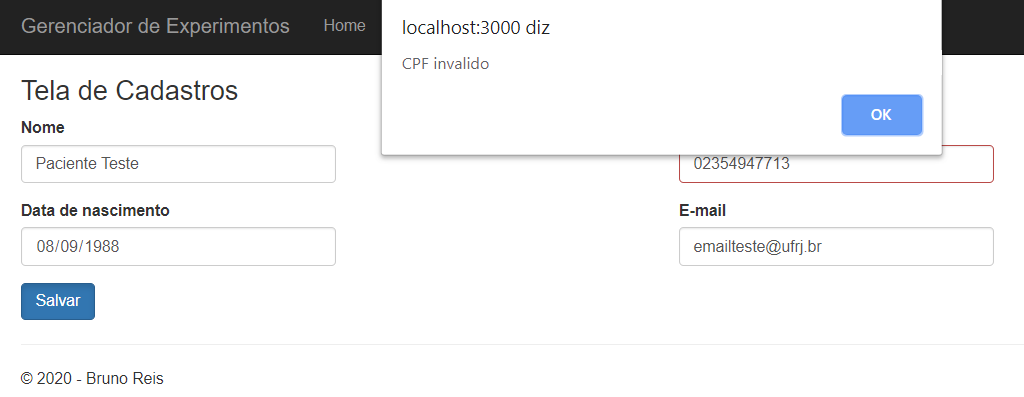 Gerenciador de Experimentos Home
localhost:3000 diz
CPF invalido
OK
Tela de Cadastros
Nome
Paciente Teste
02354947713
Data de nascimento
08/09/1988
E-mail
emailteste@ufrj.br
Salvar
© 2020 - Bruno Reis